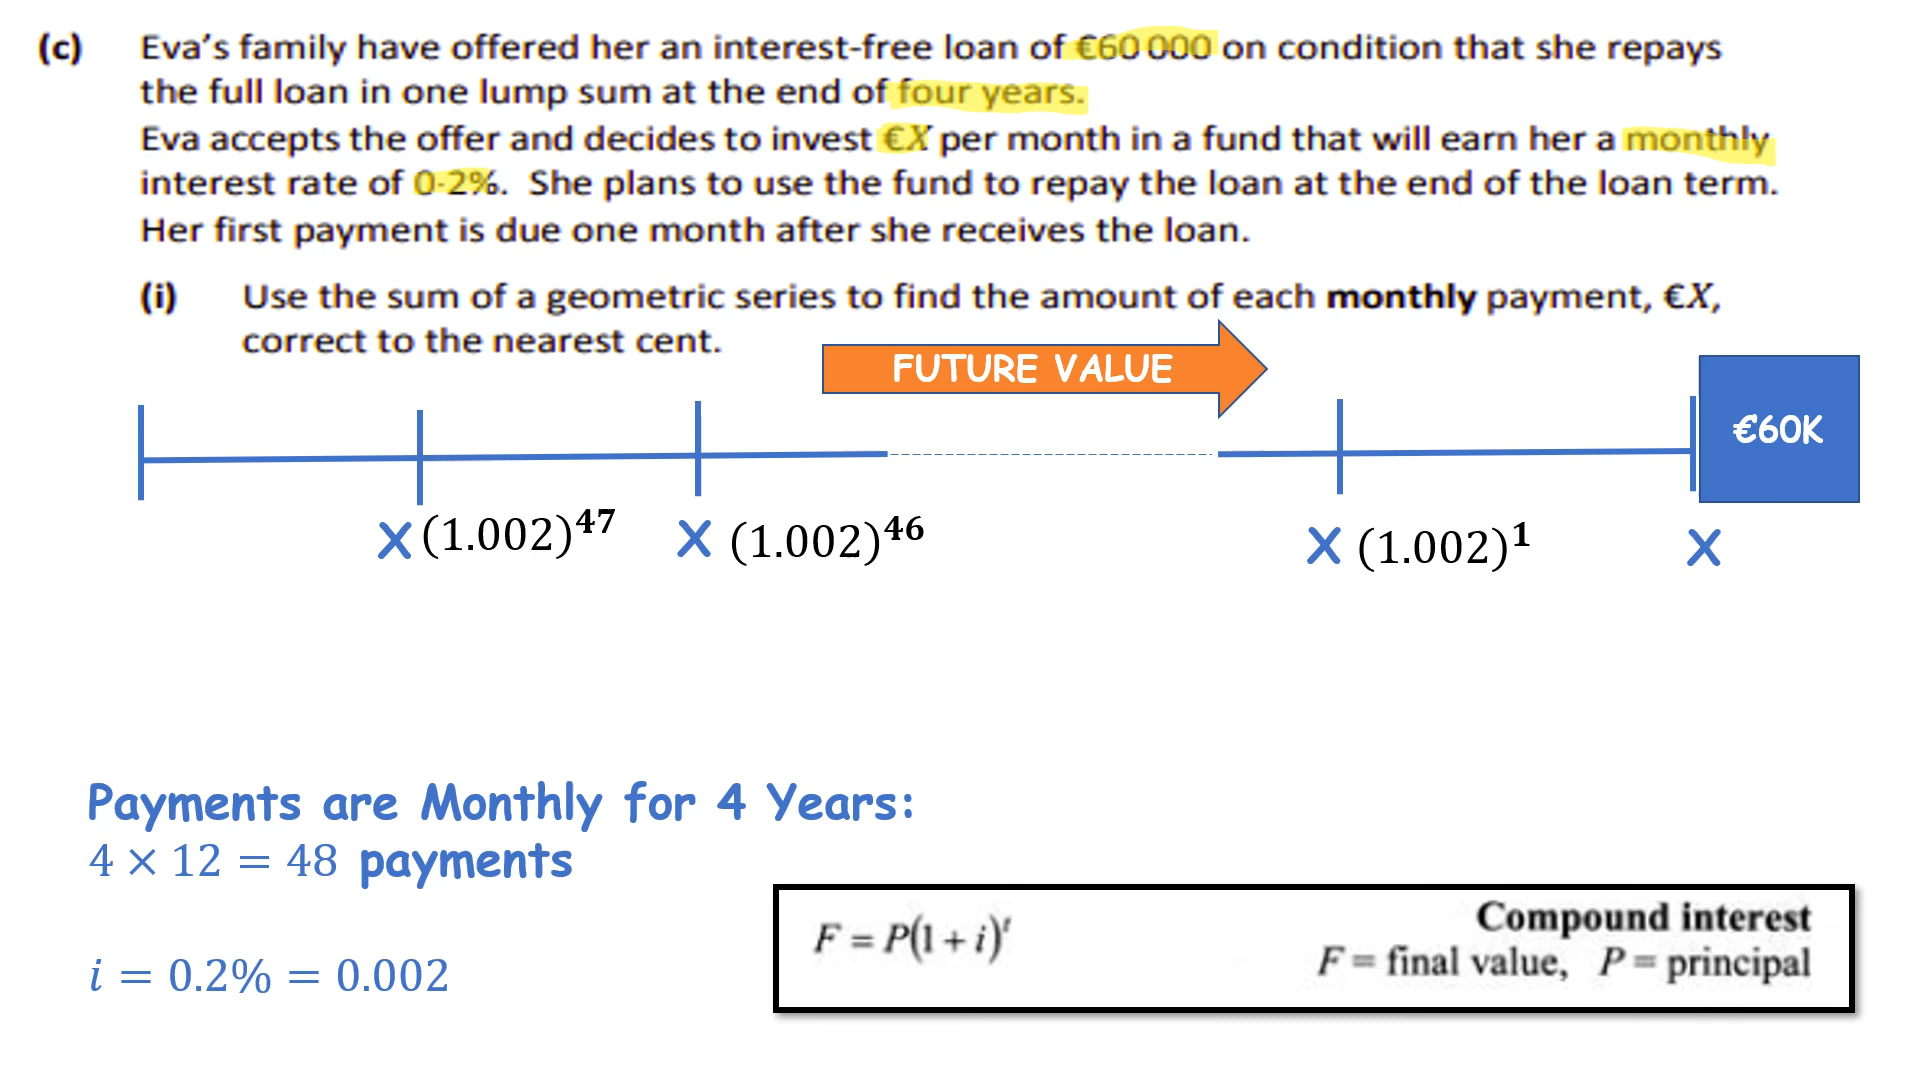 (c) Eva's family have offered her an interest-free loan of €60 000 on condition that she repays
the full loan in one lump sum at the end of four years.
Eva accepts the offer and decides to invest €X per month in a fund that will earn her a monthly
interest rate of 0·2%. She plans to use the fund to repay the loan at the end of the loan term.
Her first payment is due one month after she receives the loan.
(i) Use the sum of a geometric series to find the amount of each monthly payment, €X,
correct to the nearest cent.
FUTURE VALUE
€60K
X (1.002)⁴⁷ X (1.002)⁴⁶ X (1.002)¹ X
Payments are Monthly for 4 Years:
4 × 12 = 48 payments
i = 0.2% = 0.002
Compound interest
F = P(1 + i)ᵗ
F = final value, P = principal